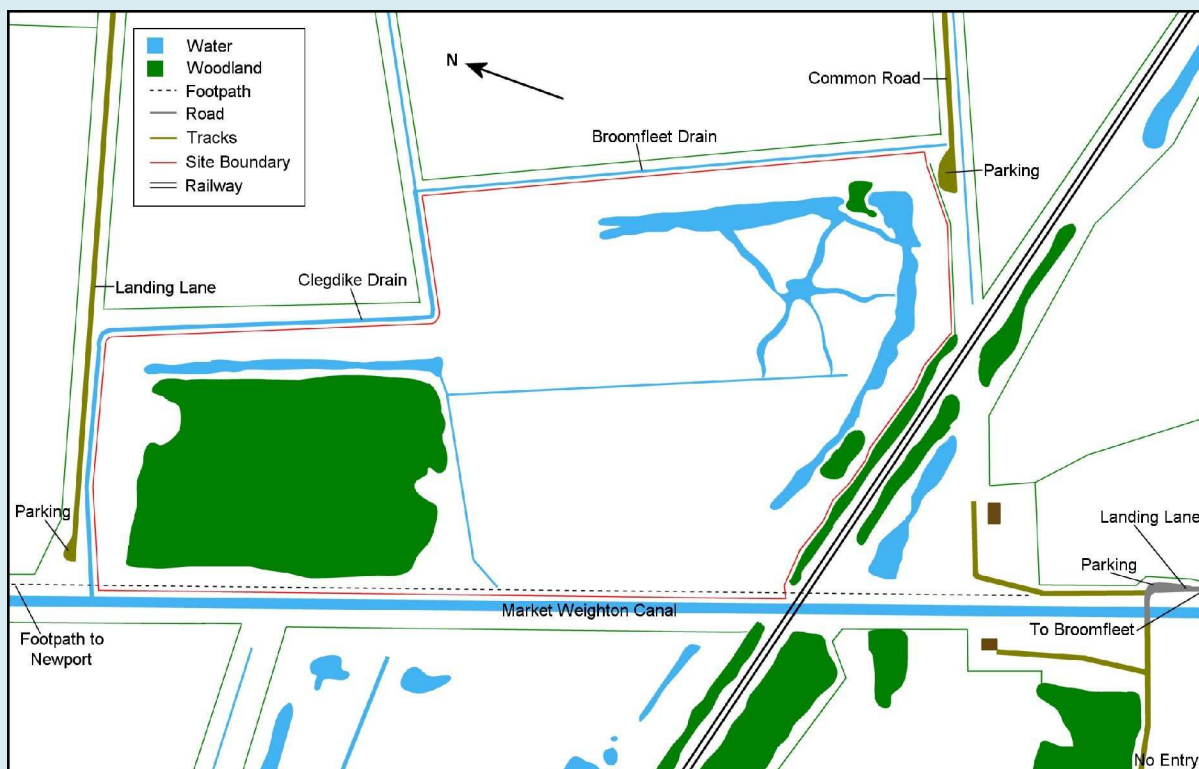 Water
Woodland
Footpath
Road
Tracks
Site Boundary
Railway
N
Common Road
Broomfleet Drain
Parking
Landing Lane
Clegdike Drain
Parking
Landing Lane
Parking
Market Weighton Canal
To Broomfleet
Footpath to
Newport
No Entry